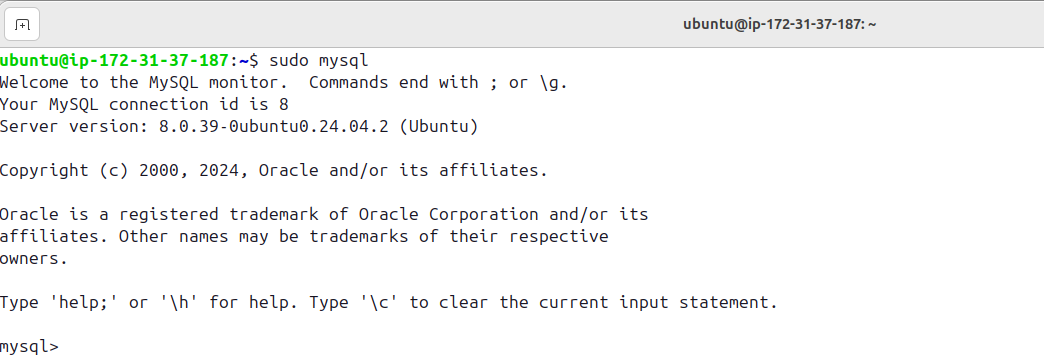 ubuntu@ip-172-31-37-187: ~
ubuntu@ip-172-31-37-187:~$ sudo mysql
Welcome to the MySQL monitor.  Commands end with ; or \g.
Your MySQL connection id is 8
Server version: 8.0.39-0ubuntu0.24.04.2 (Ubuntu)
Copyright (c) 2000, 2024, Oracle and/or its affiliates.
Oracle is a registered trademark of Oracle Corporation and/or its
affiliates. Other names may be trademarks of their respective
owners.
Type 'help;' or '\h' for help. Type '\c' to clear the current input statement.
mysql>